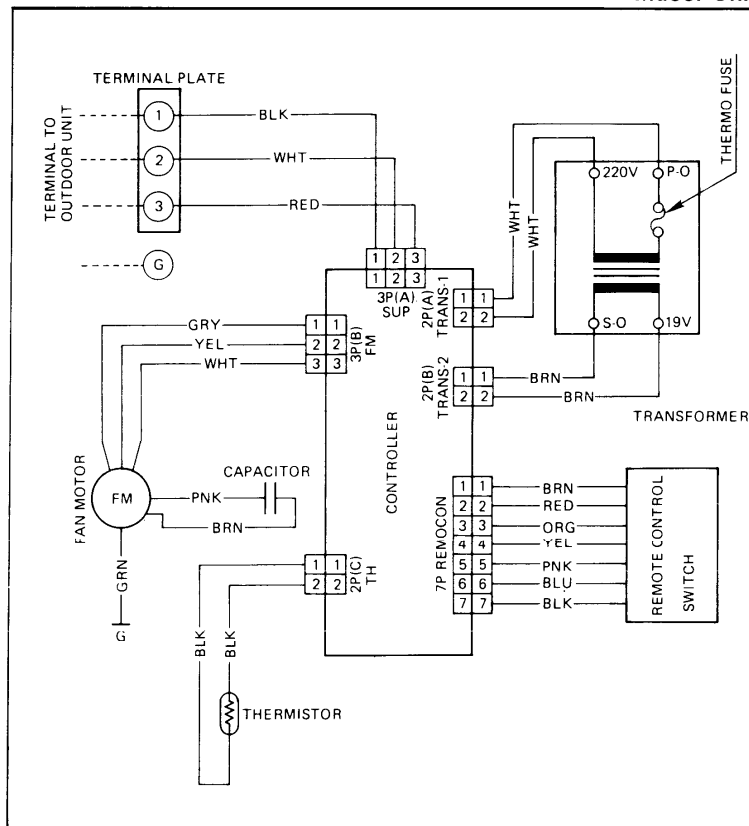 TERMINAL PLATE
TERMINAL TO
OUTDOOR UNIT
1
BLK
2
WHT
3
RED
G
THERMO FUSE
220V
P-O
WHT
WHT
S-O
19V
TRANSFORMER
1 2 3
1 2 3
3P(A)
SUP
1 1
2 2
2P(A)
TRANS-1
GRY
YEL
WHT
1 1
2 2
3 3
3P(B)
FM
1 1
2 2
2P(B)
TRANS-2
BRN
BRN
CONTROLLER
FAN MOTOR
FM
CAPACITOR
PNK
BRN
GRN
G
1 1
2 2
2P(C)
TH
BLK
BLK
THERMISTOR
7P REMOCON
1 1 BRN
2 2 RED
3 3 ORG
4 4 YEL
5 5 PNK
6 6 BLU
7 7 BLK
REMOTE CONTROL
SWITCH